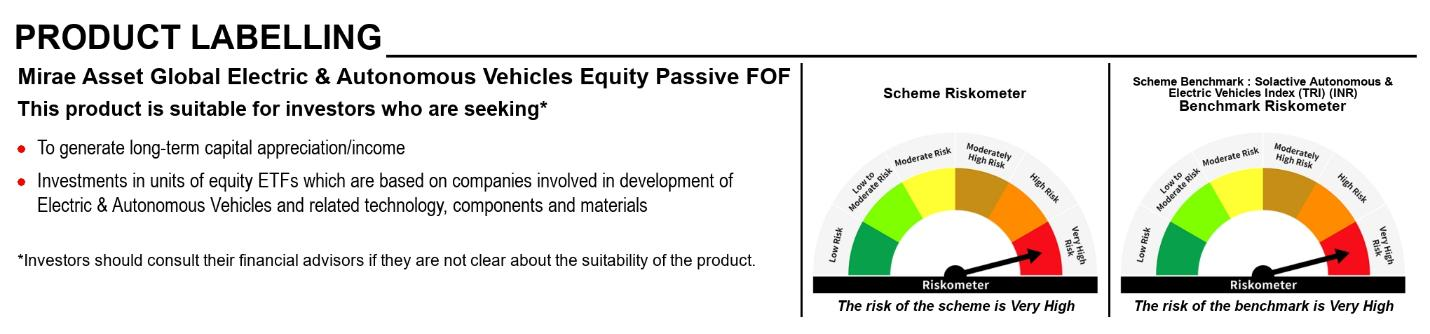 PRODUCT LABELLING
Mirae Asset Global Electric & Autonomous Vehicles Equity Passive FOF
This product is suitable for investors who are seeking*
To generate long-term capital appreciation/income
Investments in units of equity ETFs which are based on companies involved in development of
Electric & Autonomous Vehicles and related technology, components and materials
*Investors should consult their financial advisors if they are not clear about the suitability of the product.
Scheme Riskometer
Low Risk
Low to
Moderate Risk
Moderate Risk
Moderately
High Risk
High Risk
Very High
Risk
Riskometer
The risk of the scheme is Very High
Scheme Benchmark : Solactive Autonomous &
Electric Vehicles Index (TRI) (INR)
Benchmark Riskometer
Low Risk
Low to
Moderate Risk
Moderate Risk
Moderately
High Risk
High Risk
Very High
Risk
Riskometer
The risk of the benchmark is Very High